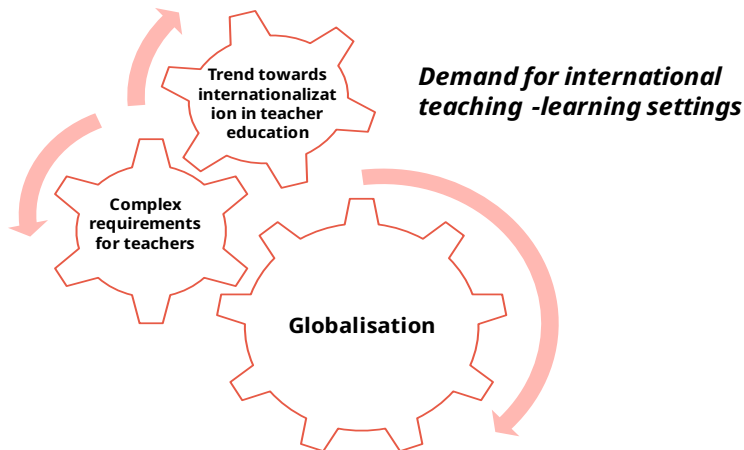 Trend towards
internationalizat
ion in teacher
education
Demand for international
teaching -learning settings
Complex
requirements
for teachers
Globalisation